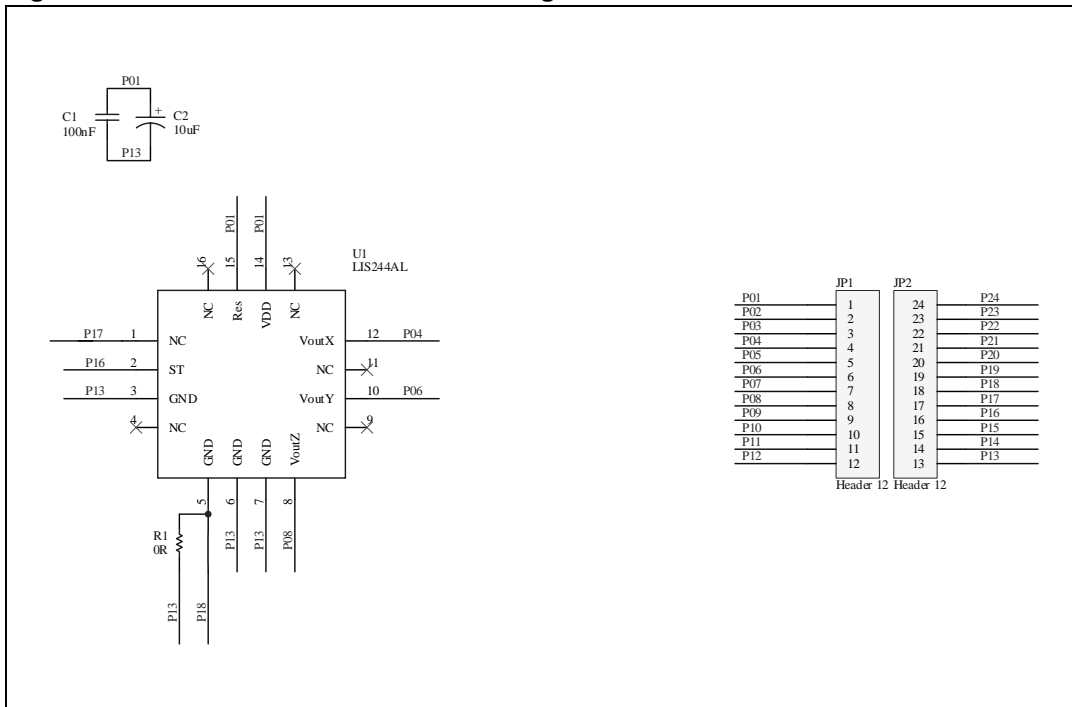 P01
C1
100nF
+
C2
10uF
P13
P01
P01
U1
LIS244AL
16
15
14
13
NC
Res
VDD
NC
P17
1
NC
VoutX
12
P04
P16
2
ST
NC
11
P13
3
GND
VoutY
10
P06
4
NC
NC
9
GND
GND
GND
VoutZ
5
6
7
8
R1
0R
P13
P13
P08
P13
P18
JP1
JP2
P01
1
24
P24
P02
2
23
P23
P03
3
22
P22
P04
4
21
P21
P05
5
20
P20
P06
6
19
P19
P07
7
18
P18
P08
8
17
P17
P09
9
16
P16
P10
10
15
P15
P11
11
14
P14
P12
12
13
P13
Header 12
Header 12